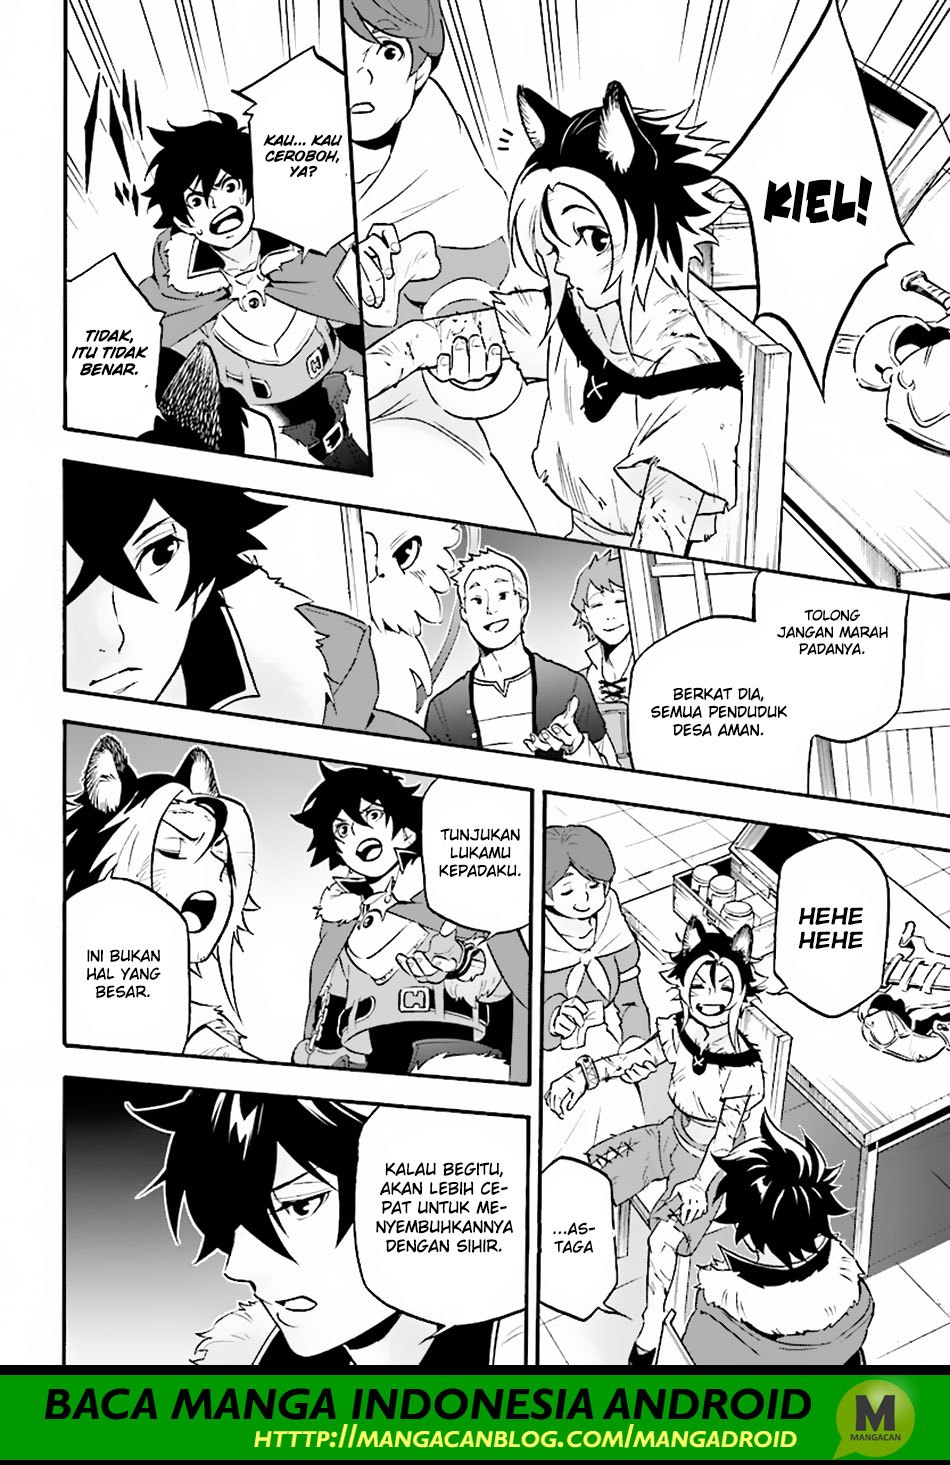 KIEL!
KAU... KAU
CEROBOH,
YA?
TIDAK,
ITU TIDAK
BENAR.
TOLONG
JANGAN MARAH
PADANYA.
BERKAT DIA,
SEMUA PENDUDUK
DESA AMAN.
HEHE
HEHE
...AS-
TAGA
TUNJUKAN
LUKAMU
KEPADAKU.
INI BUKAN
HAL YANG
BESAR.
KALAU BEGITU,
AKAN LEBIH CE-
PAT UNTUK ME-
NYEMBUHKANNYA
DENGAN SIHIR.
BACA MANGA INDONESIA ANDROID
HTTTP://MANGACANBLOG.COM/MANGADROID
M
MANGACAN